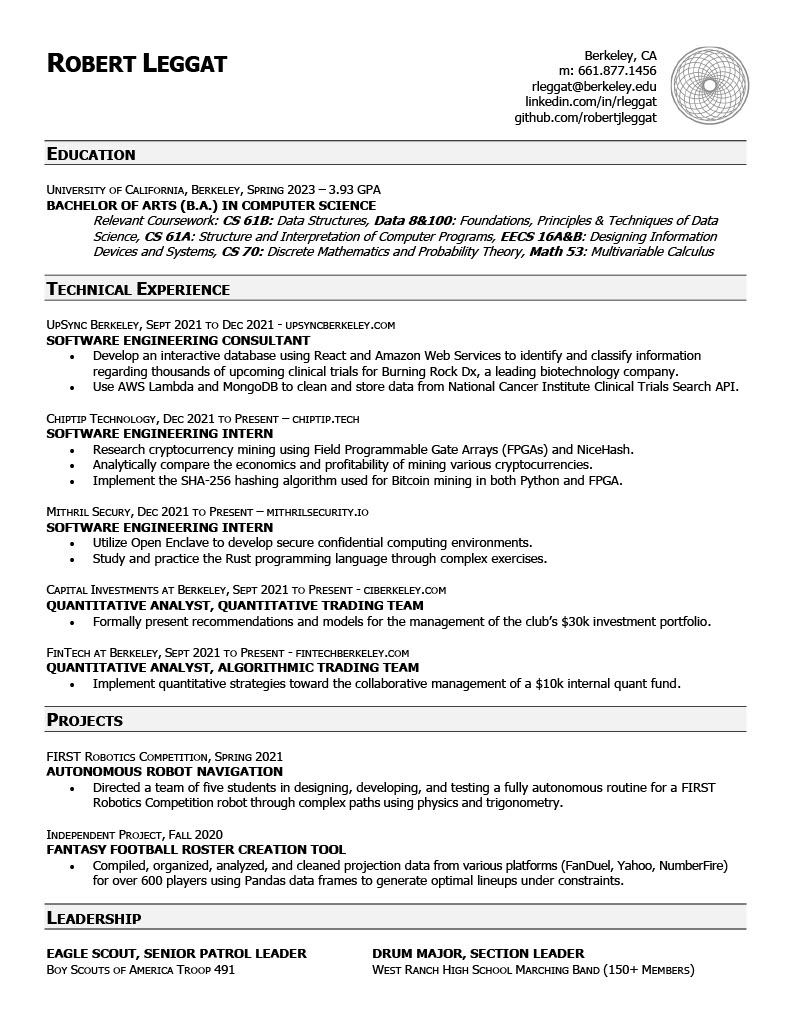 ROBERT LEGGAT
Berkeley, CA
m: 661.877.1456
rleggat@berkeley.edu
linkedin.com/in/rleggat
github.com/robertjleggat
EDUCATION
UNIVERSITY OF CALIFORNIA, BERKELEY, SPRING 2023 – 3.93 GPA
BACHELOR OF ARTS (B.A.) IN COMPUTER SCIENCE
Relevant Coursework: CS 61B: Data Structures, Data 8&100: Foundations, Principles & Techniques of Data
Science, CS 61A: Structure and Interpretation of Computer Programs, EECS 16A&B: Designing Information
Devices and Systems, CS 70: Discrete Mathematics and Probability Theory, Math 53: Multivariable Calculus
TECHNICAL EXPERIENCE
UPSYNC BERKELEY, SEPT 2021 TO DEC 2021 - UPSYNCBERKELEY.COM
SOFTWARE ENGINEERING CONSULTANT
• Develop an interactive database using React and Amazon Web Services to identify and classify information
regarding thousands of upcoming clinical trials for Burning Rock Dx, a leading biotechnology company.
• Use AWS Lambda and MongoDB to clean and store data from National Cancer Institute Clinical Trials Search API.
CHIPTIP TECHNOLOGY, DEC 2021 TO PRESENT – CHIPTIP.TECH
SOFTWARE ENGINEERING INTERN
• Research cryptocurrency mining using Field Programmable Gate Arrays (FPGAs) and NiceHash.
• Analytically compare the economics and profitability of mining various cryptocurrencies.
• Implement the SHA-256 hashing algorithm used for Bitcoin mining in both Python and FPGA.
MITHRIL SECURY, DEC 2021 TO PRESENT – MITHRILSECURITY.IO
SOFTWARE ENGINEERING INTERN
• Utilize Open Enclave to develop secure confidential computing environments.
• Study and practice the Rust programming language through complex exercises.
CAPITAL INVESTMENTS AT BERKELEY, SEPT 2021 TO PRESENT - CIBERKELEY.COM
QUANTITATIVE ANALYST, QUANTITATIVE TRADING TEAM
• Formally present recommendations and models for the management of the club’s $30k investment portfolio.
FINTECH AT BERKELEY, SEPT 2021 TO PRESENT - FINTECHBERKELEY.COM
QUANTITATIVE ANALYST, ALGORITHMIC TRADING TEAM
• Implement quantitative strategies toward the collaborative management of a $10k internal quant fund.
PROJECTS
FIRST ROBOTICS COMPETITION, SPRING 2021
AUTONOMOUS ROBOT NAVIGATION
• Directed a team of five students in designing, developing, and testing a fully autonomous routine for a FIRST
Robotics Competition robot through complex paths using physics and trigonometry.
INDEPENDENT PROJECT, FALL 2020
FANTASY FOOTBALL ROSTER CREATION TOOL
• Compiled, organized, analyzed, and cleaned projection data from various platforms (FanDuel, Yahoo, NumberFire)
for over 600 players using Pandas data frames to generate optimal lineups under constraints.
LEADERSHIP
EAGLE SCOUT, SENIOR PATROL LEADER
BOY SCOUTS OF AMERICA TROOP 491
DRUM MAJOR, SECTION LEADER
WEST RANCH HIGH SCHOOL MARCHING BAND (150+ MEMBERS)